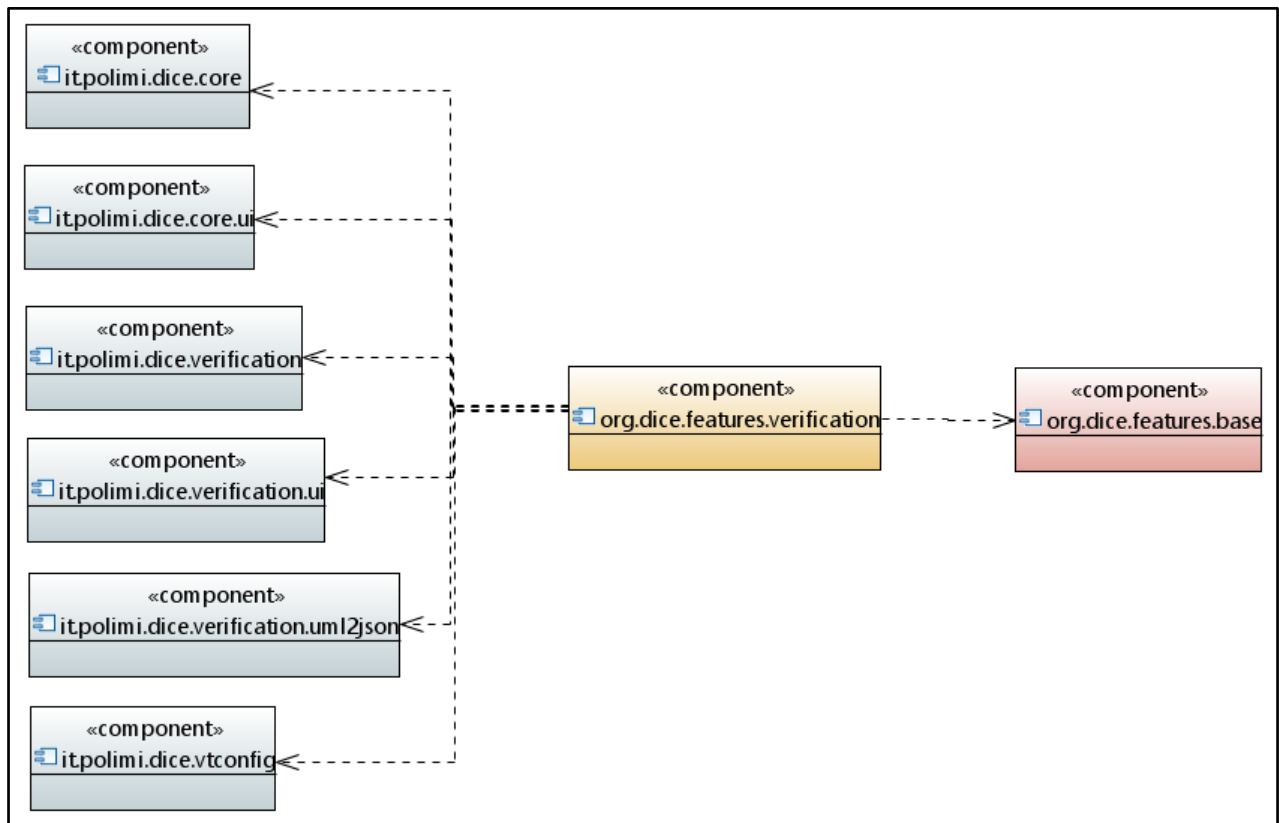 «component»
it.polimi.dice.core
«component»
it.polimi.dice.core.ui
«component»
it.polimi.dice.verification
«component»
it.polimi.dice.verification.ui
«component»
it.polimi.dice.verification.uml2json
«component»
it.polimi.dice.vtconfig
«component»
org.dice.features.verification
«component»
org.dice.features.base